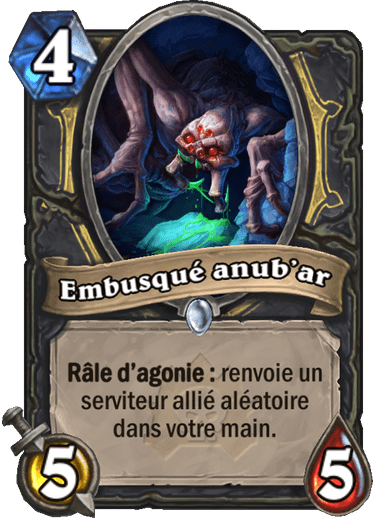 4
Embusqué anub'ar
Râle d'agonie : renvoie un
serviteur allié aléatoire
dans votre main.
5
5